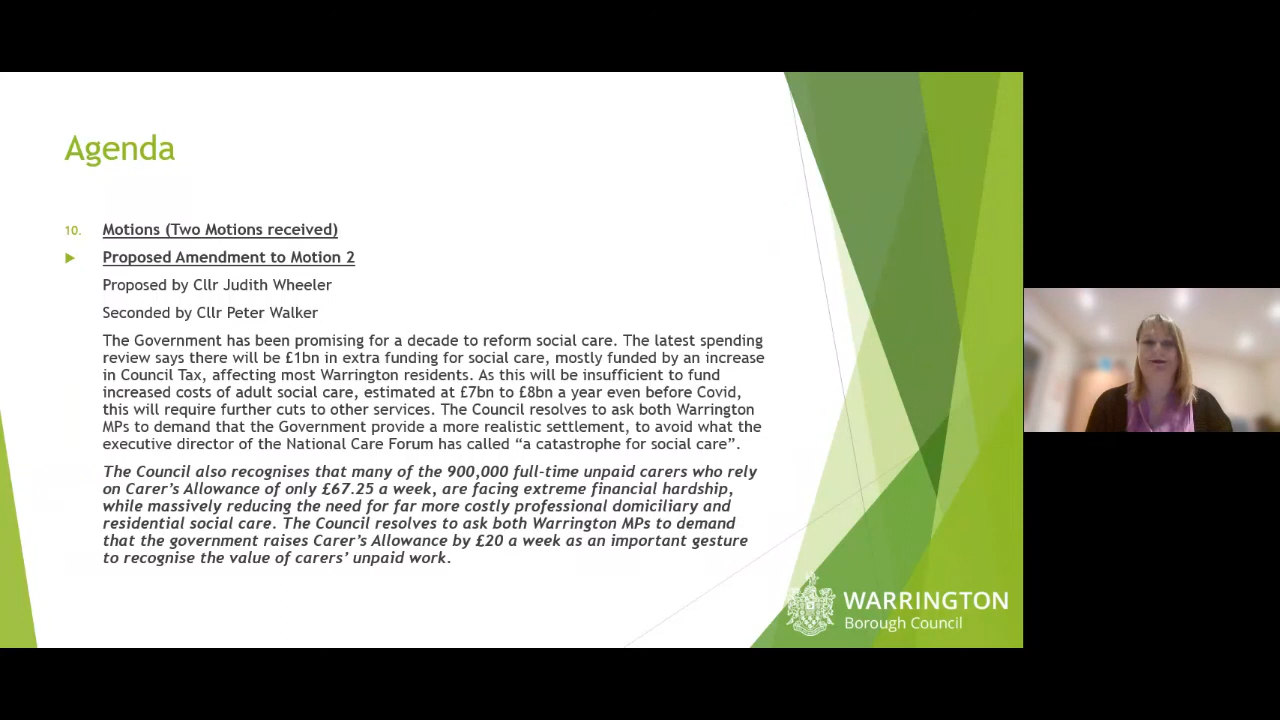 Agenda
10. Motions (Two Motions received)
Proposed Amendment to Motion 2
Proposed by Cllr Judith Wheeler
Seconded by Cllr Peter Walker
The Government has been promising for a decade to reform social care. The latest spending
review says there will be £1bn in extra funding for social care, mostly funded by an increase
in Council Tax, affecting most Warrington residents. As this will be insufficient to fund
increased costs of adult social care, estimated at £7bn to £8bn a year even before Covid,
this will require further cuts to other services. The Council resolves to ask both Warrington
MPs to demand that the Government provide a more realistic settlement, to avoid what the
executive director of the National Care Forum has called “a catastrophe for social care”.
The Council also recognises that many of the 900,000 full-time unpaid carers who rely
on Carer’s Allowance of only £67.25 a week, are facing extreme financial hardship,
while massively reducing the need for far more costly professional domiciliary and
residential social care. The Council resolves to ask both Warrington MPs to demand
that the government raises Carer’s Allowance by £20 a week as an important gesture
to recognise the value of carers’ unpaid work.
WARRINGTON
Borough Council